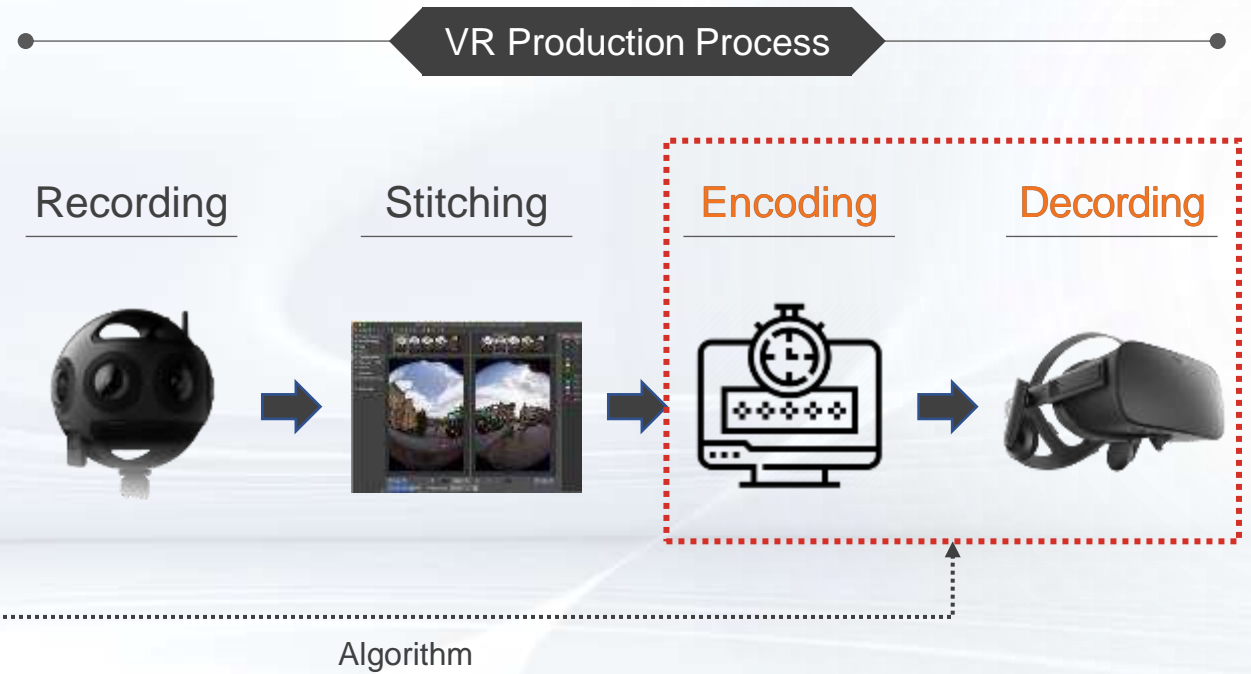 VR Production Process
Recording
Stitching
Encoding
Decording
Algorithm